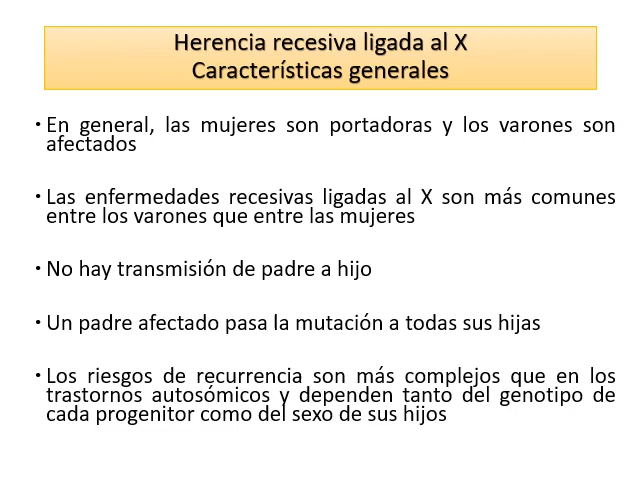 Herencia recesiva ligada al X
Características generales
• En general, las mujeres son portadoras y los varones son
afectados
• Las enfermedades recesivas ligadas al X son más comunes
entre los varones que entre las mujeres
• No hay transmisión de padre a hijo
• Un padre afectado pasa la mutación a todas sus hijas
• Los riesgos de recurrencia son más complejos que en los
trastornos autosómicos y dependen tanto del genotipo de
cada progenitor como del sexo de sus hijos